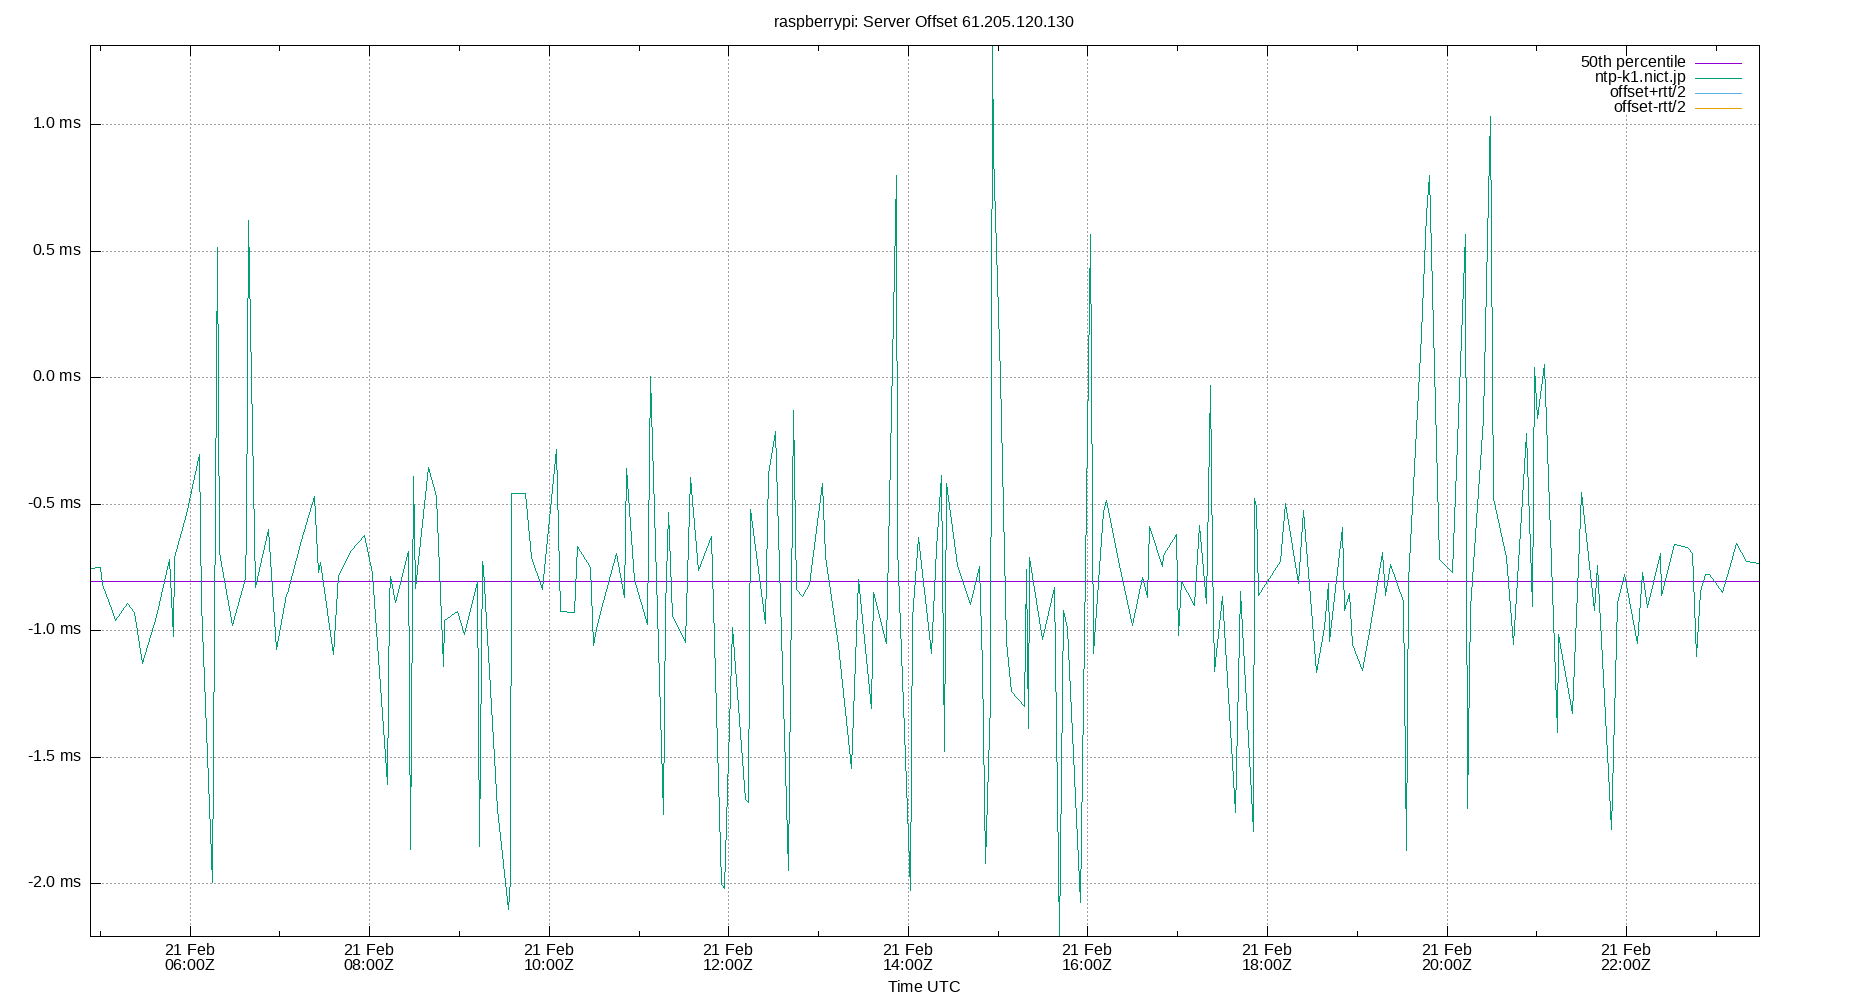 raspberrypi: Server Offset 61.205.120.130
50th percentile
ntp-k1.nict.jp
offset+rtt/2
offset-rtt/2
1.0 ms
0.5 ms
0.0 ms
-0.5 ms
-1.0 ms
-1.5 ms
-2.0 ms
21 Feb 21 Feb 21 Feb 21 Feb 21 Feb 21 Feb 21 Feb 21 Feb 21 Feb
06:00Z 08:00Z 10:00Z 12:00Z 14:00Z 16:00Z 18:00Z 20:00Z 22:00Z
Time UTC